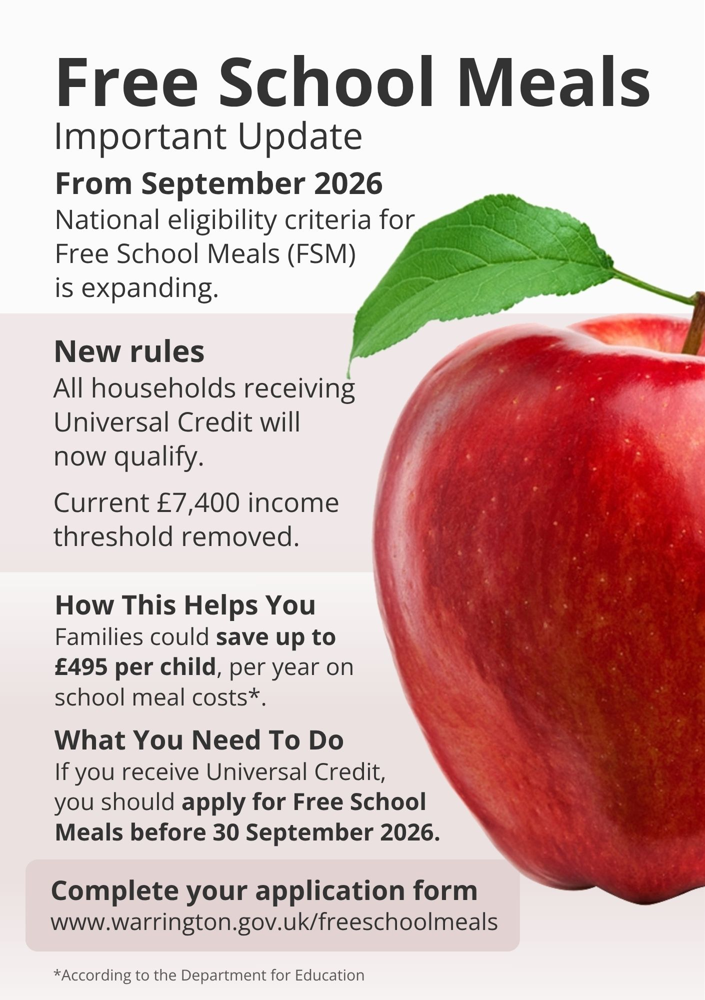 Free School Meals
Important Update
From September 2026
National eligibility criteria for
Free School Meals (FSM)
is expanding.
New rules
All households receiving
Universal Credit will
now qualify.
Current £7,400 income
threshold removed.
How This Helps You
Families could save up to
£495 per child, per year on
school meal costs*.
What You Need To Do
If you receive Universal Credit,
you should apply for Free School
Meals before 30 September 2026.
Complete your application form
www.warrington.gov.uk/freeschoolmeals
*According to the Department for Education